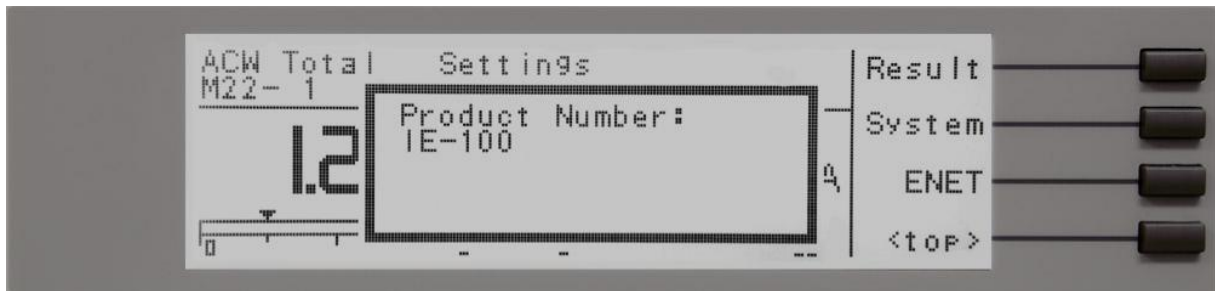 ACW Total Settings
M22- 1
Product Number:
IE-100
1.2
A
0
Result
System
ENET
<top>